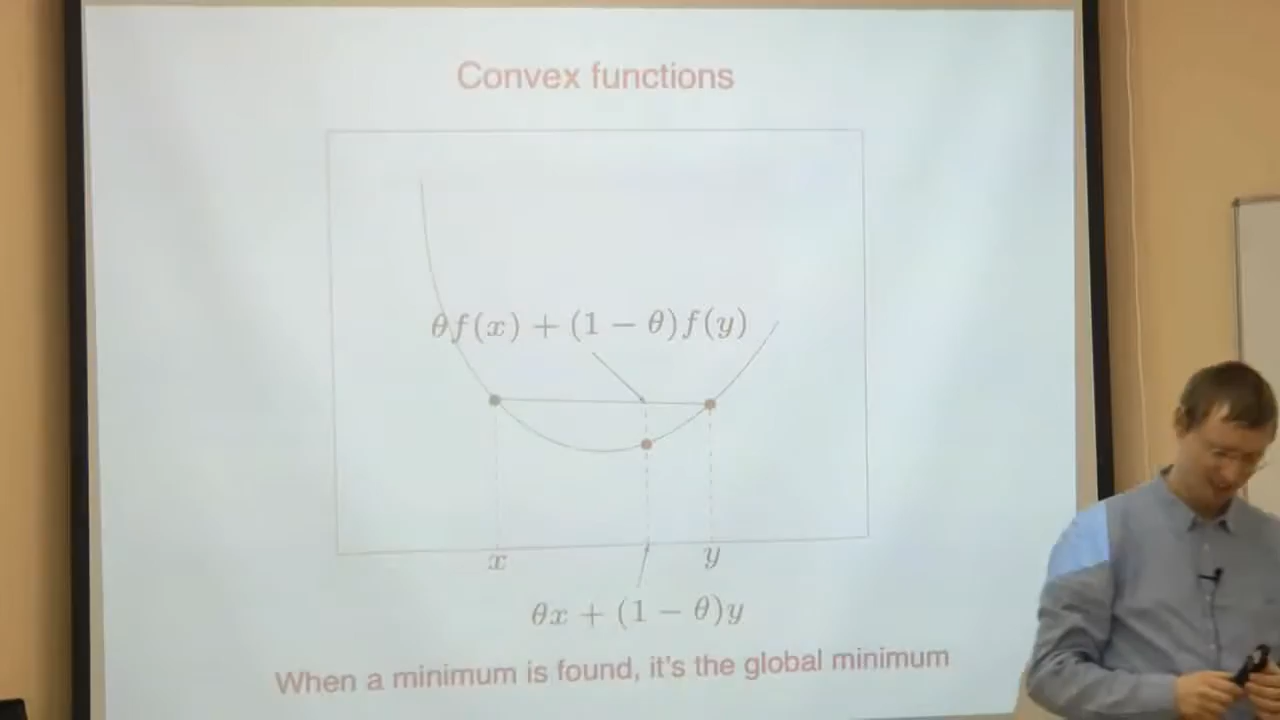 Convex functions
θf(x) + (1 − θ)f(y)
x y
θx + (1 − θ)y
When a minimum is found, it's the global minimum